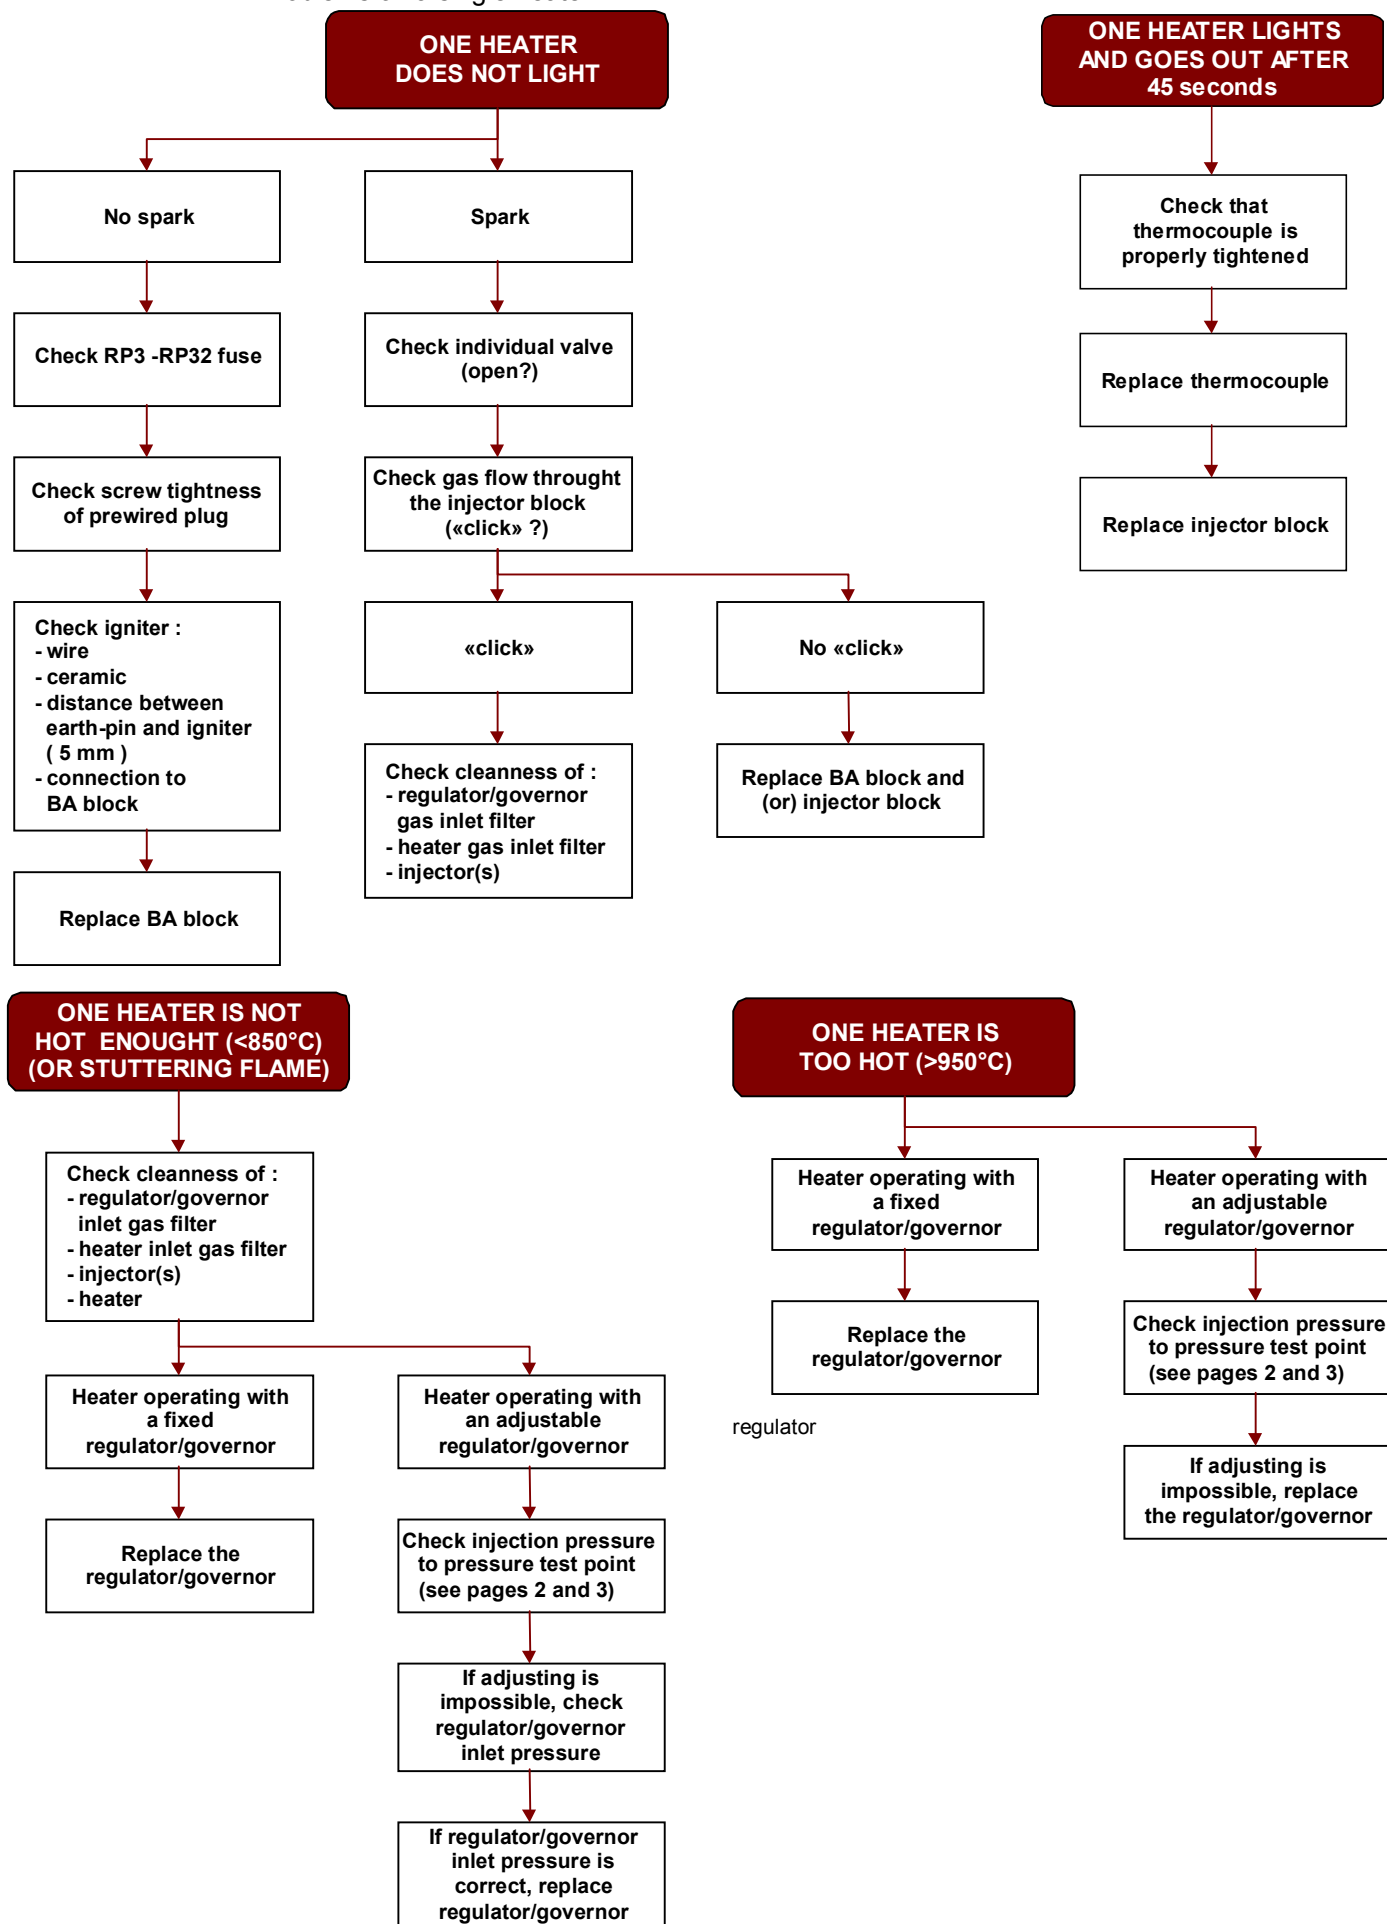 ONE HEATER
DOES NOT LIGHT
No spark
Check RP3 -RP32 fuse
Check screw tightness
of prewired plug
Check igniter :
- wire
- ceramic
- distance between
earth-pin and igniter
( 5 mm )
- connection to
BA block
Replace BA block
Spark
Check individual valve
(open?)
Check gas flow throught
the injector block
(«click» ?)
«click»
Check cleanness of :
- regulator/governor
gas inlet filter
- heater gas inlet filter
- injector(s)
No «click»
Replace BA block and
(or) injector block
ONE HEATER LIGHTS
AND GOES OUT AFTER
45 seconds
Check that
thermocouple is
properly tightened
Replace thermocouple
Replace injector block
ONE HEATER IS NOT
HOT ENOUGHT (<850°C)
(OR STUTTERING FLAME)
Check cleanness of :
- regulator/governor
inlet gas filter
- heater inlet gas filter
- injector(s)
- heater
Heater operating with
a fixed
regulator/governor
Replace the
regulator/governor
Heater operating with
an adjustable
regulator/governor
Check injection pressure
to pressure test point
(see pages 2 and 3)
If adjusting is
impossible, check
regulator/governor
inlet pressure
If regulator/governor
inlet pressure is
correct, replace
regulator/governor
ONE HEATER IS
TOO HOT (>950°C)
Heater operating with
a fixed
regulator/governor
Replace the
regulator/governor
regulator
Heater operating with
an adjustable
regulator/governor
Check injection pressure
to pressure test point
(see pages 2 and 3)
If adjusting is
impossible, replace
the regulator/governor